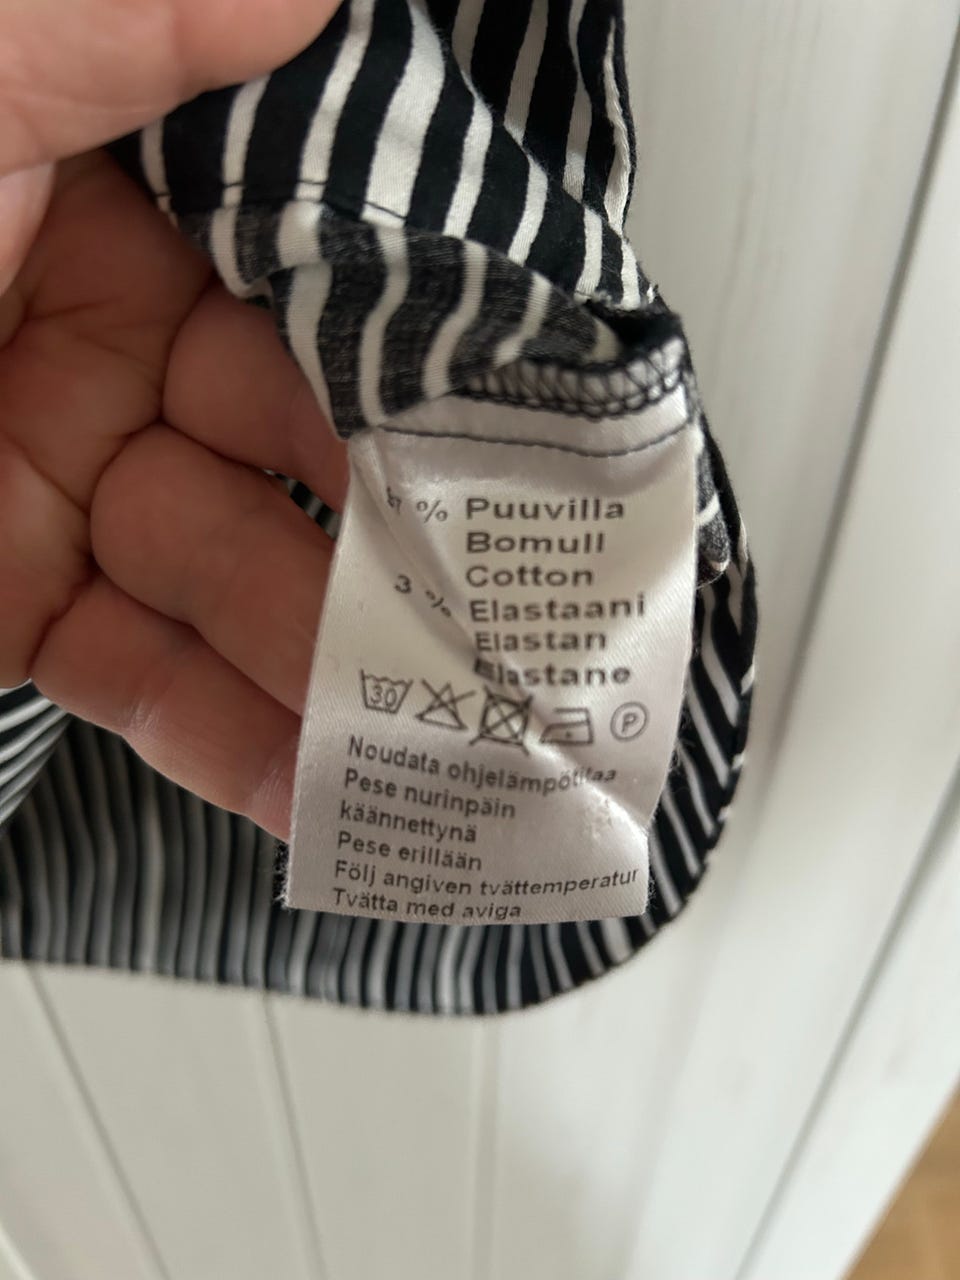 % Puuvilla
Bomull
Cotton
3 % Elastaani
Elastan
Elastane
30 P
Noudata ohjelämpötilaa
Pese nurinpäin
käännettynä
Pese erillään
Följ angiven tvättemperatur
Tvätta med aviga